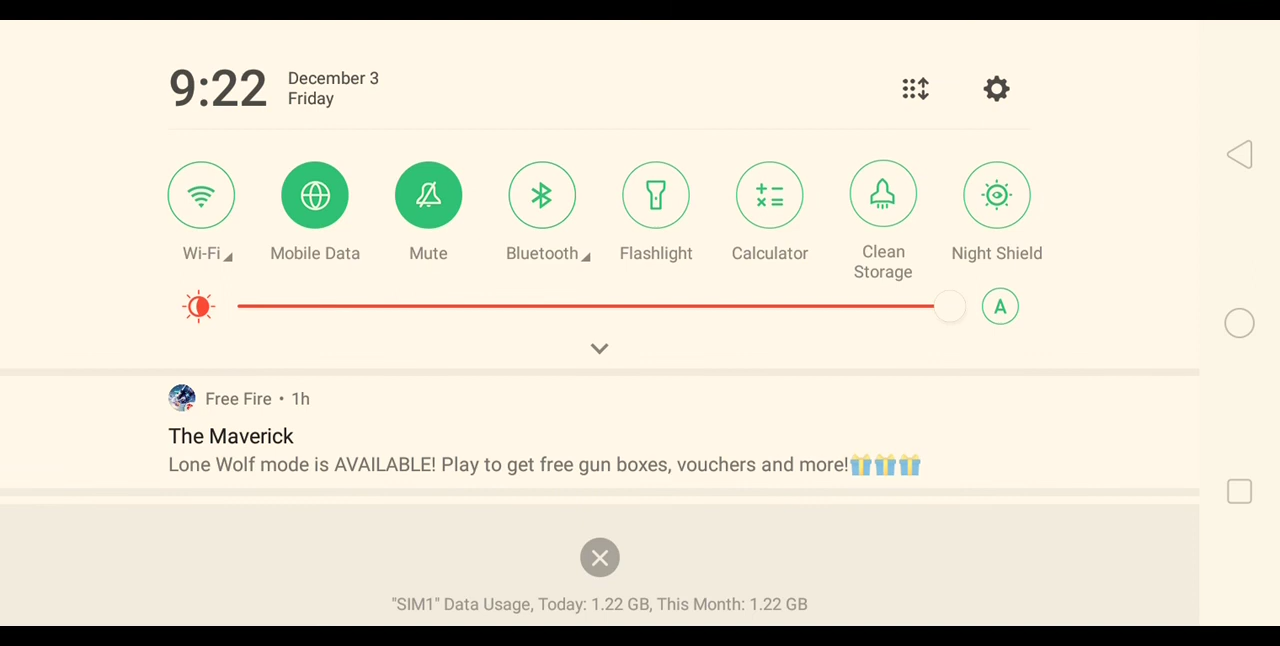 9:22
December 3
Friday
Wi-Fi
Mobile Data
Mute
Bluetooth
Flashlight
Calculator
Clean
Storage
Night Shield
A
Free Fire • 1h
The Maverick
Lone Wolf mode is AVAILABLE! Play to get free gun boxes, vouchers and more!🎁🎁🎁
"SIM1" Data Usage, Today: 1.22 GB, This Month: 1.22 GB